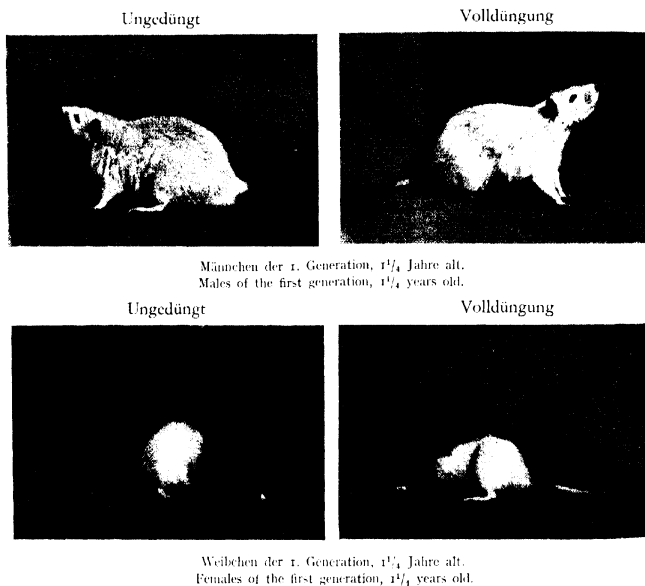 Ungedüngt Volldüngung
Männchen der 1. Generation, 1¹/₄ Jahre alt.
Males of the first generation, 1¹/₄ years old.
Ungedüngt Volldüngung
Weibchen der 1. Generation, 1¹/₄ Jahre alt.
Females of the first generation, 1¹/₄ years old.